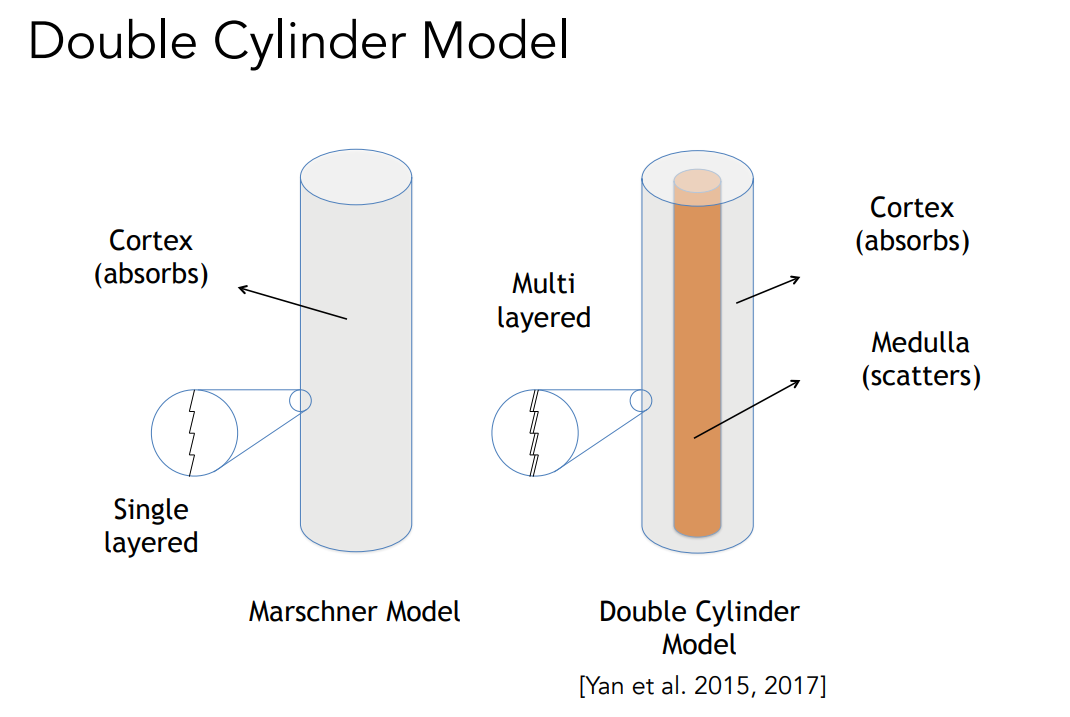 Double Cylinder Model
Cortex
(absorbs)
Single
layered
Marschner Model
Multi
layered
Cortex
(absorbs)
Medulla
(scatters)
Double Cylinder
Model
[Yan et al. 2015, 2017]